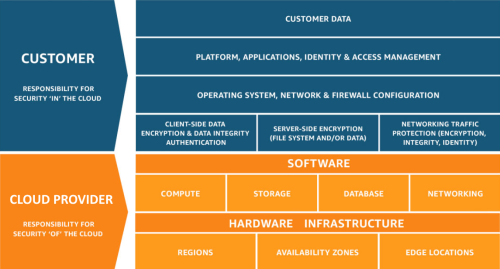 CUSTOMER
RESPONSIBILITY FOR
SECURITY ‘IN’ THE CLOUD
CUSTOMER DATA
PLATFORM, APPLICATIONS, IDENTITY & ACCESS MANAGEMENT
OPERATING SYSTEM, NETWORK & FIREWALL CONFIGURATION
CLIENT-SIDE DATA
ENCRYPTION & DATA INTEGRITY
AUTHENTICATION
SERVER-SIDE ENCRYPTION
(FILE SYSTEM AND/OR DATA)
NETWORKING TRAFFIC
PROTECTION (ENCRYPTION,
INTEGRITY, IDENTITY)
CLOUD PROVIDER
RESPONSIBILITY FOR
SECURITY ‘OF’ THE CLOUD
SOFTWARE
COMPUTE
STORAGE
DATABASE
NETWORKING
HARDWARE INFRASTRUCTURE
REGIONS
AVAILABILITY ZONES
EDGE LOCATIONS